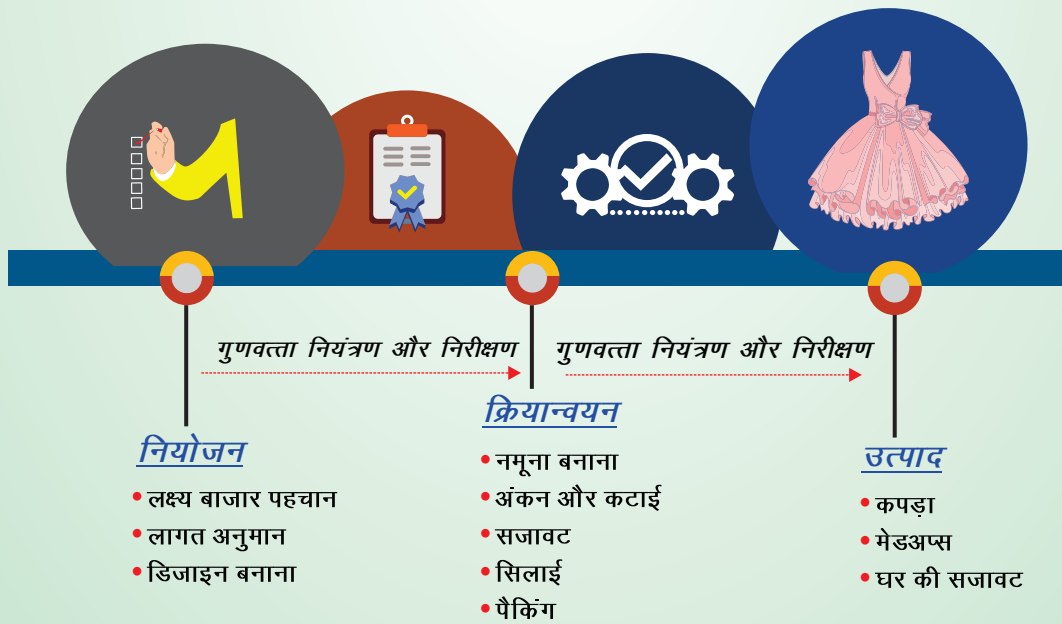 गुणवत्ता नियंत्रण और निरीक्षण
गुणवत्ता नियंत्रण और निरीक्षण
नियोजन
• लक्ष्य बाजार पहचान
• लागत अनुमान
• डिजाइन बनाना
क्रियान्वयन
• नमूना बनाना
• अंकन और कटाई
• सजावट
• सिलाई
• पैकिंग
उत्पाद
• कपड़ा
• मेडअप्स
• घर की सजावट